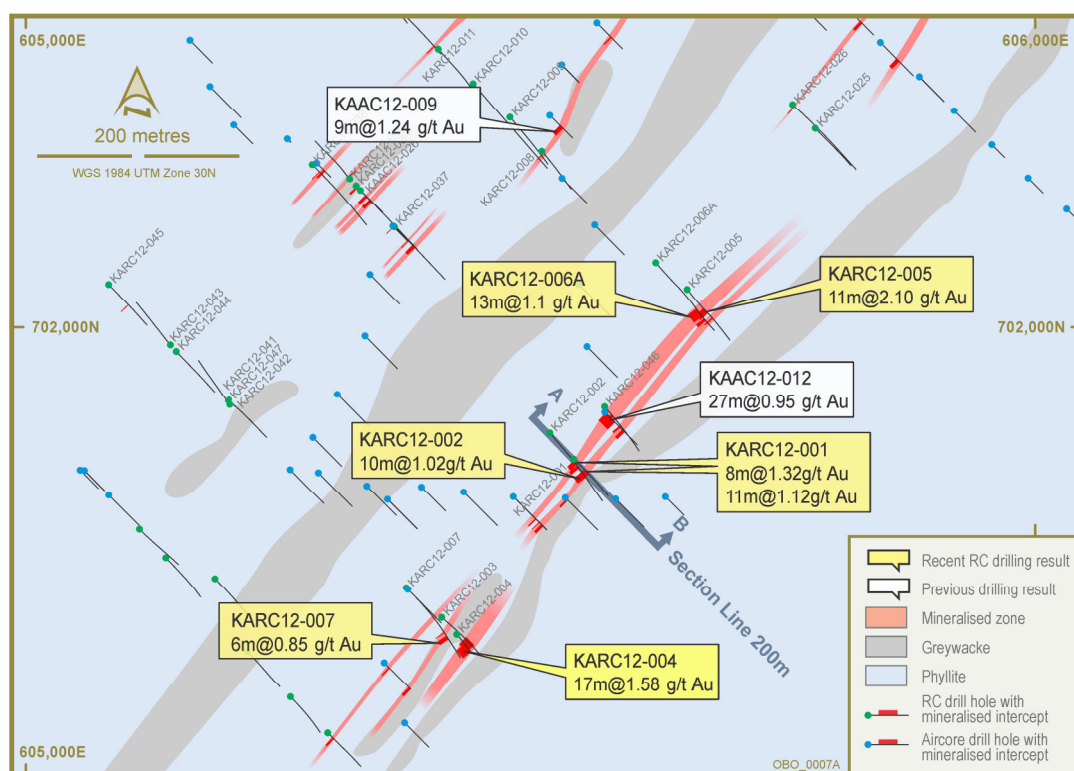 605,000E
606,000E
200 metres
WGS 1984 UTM Zone 30N
KARC12-011
KARC12-010
KARC12-008
KARC12-026
KARC12-025
KAAC12-009
9m@1.24 g/t Au
KAAC12-026
KARC12-037
KARC12-045
KARC12-043
KARC12-044
KARC12-041
KARC12-047
KARC12-042
KARC12-006A
KARC12-005
KARC12-006A
13m@1.1 g/t Au
KARC12-005
11m@2.10 g/t Au
702,000N
702,000N
KARC12-046
KARC12-002
KAAC12-012
27m@0.95 g/t Au
A
KARC12-002
10m@1.02g/t Au
KARC12-001
8m@1.32g/t Au
11m@1.12g/t Au
KARC12-001
B
Section Line 200m
KARC12-007
KARC12-003
KARC12-004
KARC12-007
6m@0.85 g/t Au
KARC12-004
17m@1.58 g/t Au
Recent RC drilling result
Previous drilling result
Mineralised zone
Greywacke
Phyllite
RC drill hole with
mineralised intercept
Aircore drill hole with
mineralised intercept
605,000E
OBO_0007A